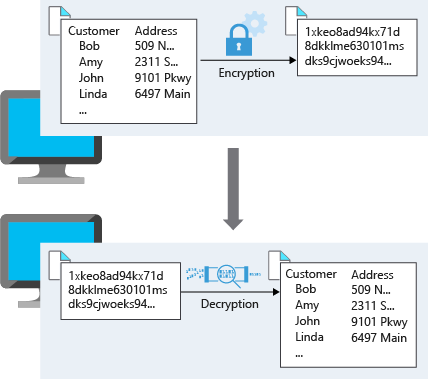 Customer Address
Bob 509 N...
Amy 2311 S...
John 9101 Pkwy
Linda 6497 Main
...
Encryption
1xkeo8ad94kx71d
8dkklme630101ms
dks9cjwoeks94...
1xkeo8ad94kx71d
8dkklme630101ms
dks9cjwoeks94...
Decryption
Customer Address
Bob 509 N...
Amy 2311 S...
John 9101 Pkwy
Linda 6497 Main
...